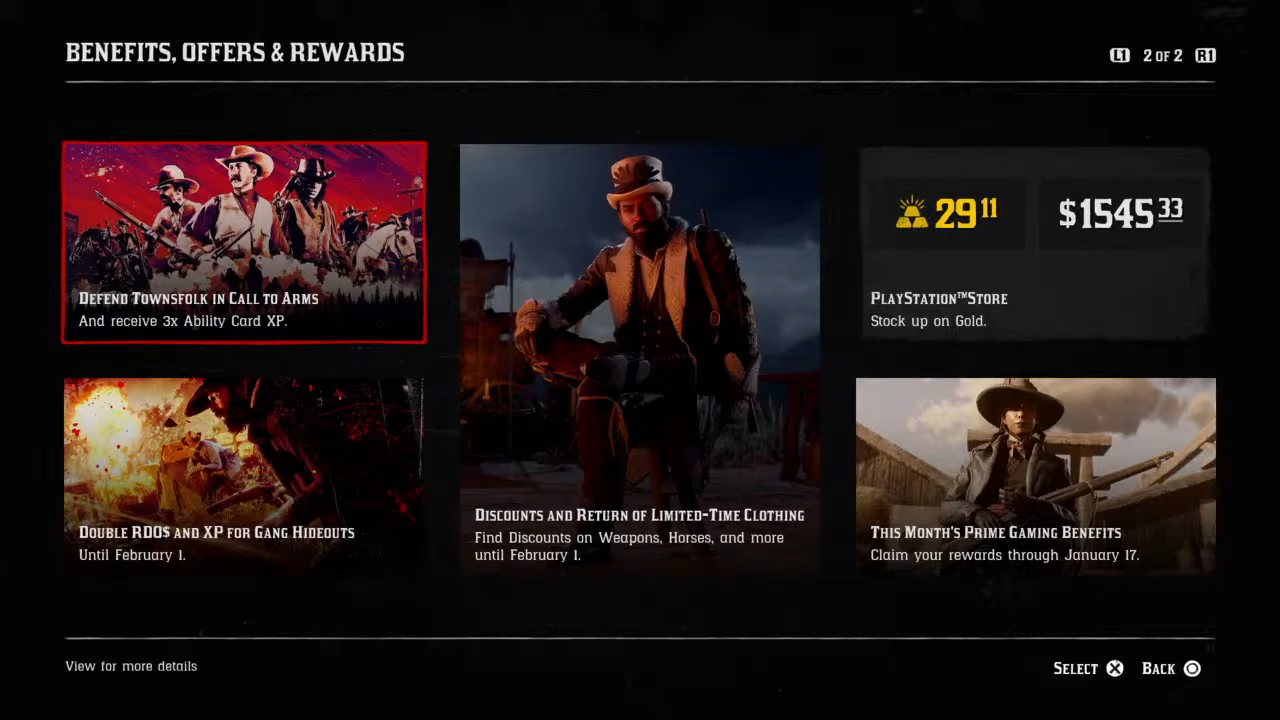 BENEFITS, OFFERS & REWARDS
L1 2 OF 2 R1
DEFEND TOWNSFOLK IN CALL TO ARMS
And receive 3x Ability Card XP.
DOUBLE RDO$ AND XP FOR GANG HIDEOUTS
Until February 1.
DISCOUNTS AND RETURN OF LIMITED-TIME CLOTHING
Find Discounts on Weapons, Horses, and more
until February 1.
29 11
$1545 33
PLAYSTATION™STORE
Stock up on Gold.
THIS MONTH'S PRIME GAMING BENEFITS
Claim your rewards through January 17.
View for more details
SELECT BACK